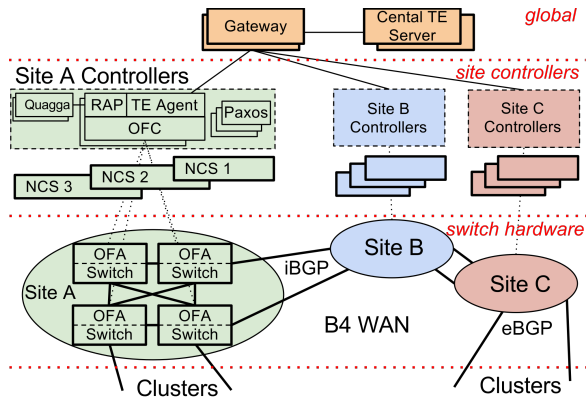 global
Gateway
Cental TE
Server
site controllers
Site A Controllers
Quagga
RAP
TE Agent
OFC
Paxos
Site B
Controllers
Site C
Controllers
NCS 1
NCS 2
NCS 3
switch hardware
OFA
Switch
OFA
Switch
Site A
OFA
Switch
OFA
Switch
iBGP
Site B
Site C
eBGP
B4 WAN
Clusters
Clusters